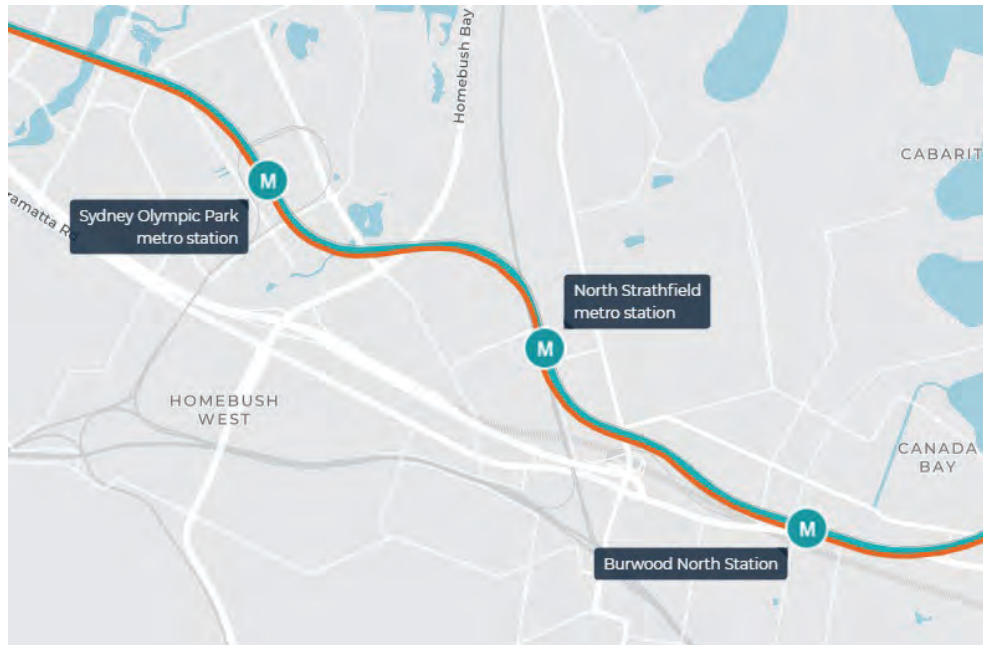 Homebush Bay
CABARIT
M
Sydney Olympic Park
metro station
ramatta Rd
North Strathfield
metro station
M
HOMEBUSH
WEST
CANADA
BAY
M
Burwood North Station